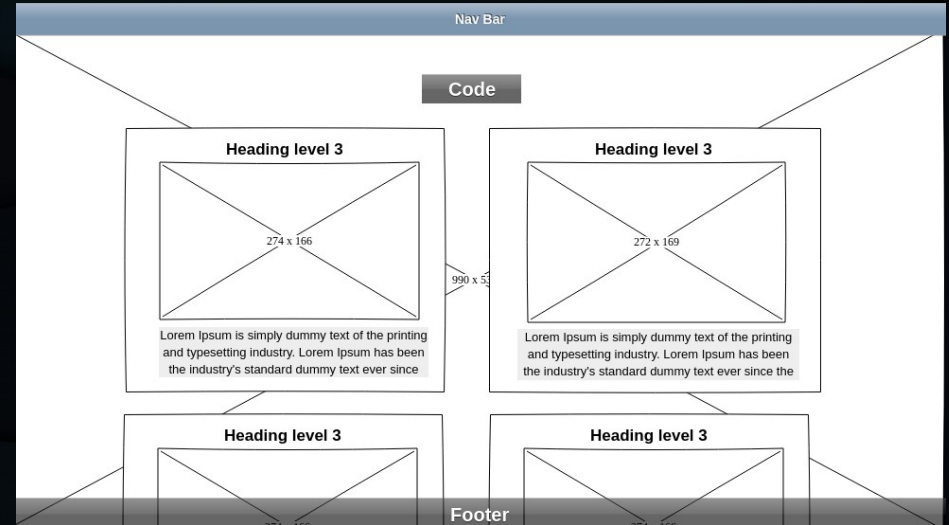 Nav Bar
Code
Heading level 3
274 x 166
Lorem Ipsum is simply dummy text of the printing
and typesetting industry. Lorem Ipsum has been
the industry's standard dummy text ever since
990 x
Heading level 3
272 x 169
Lorem Ipsum is simply dummy text of the printing
and typesetting industry. Lorem Ipsum has been
the industry's standard dummy text ever since the
Heading level 3
Heading level 3
Footer